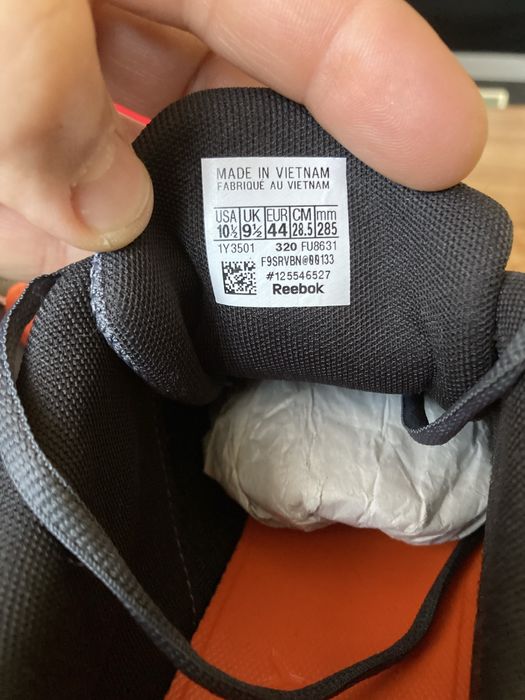 MADE IN VIETNAM
FABRIQUÉ AU VIETNAM
USA UK EUR CM mm
10½ 9½ 44 28.5 285
1Y3501 320 FU8631
F9SRVBN@00133
#125546527
Reebok